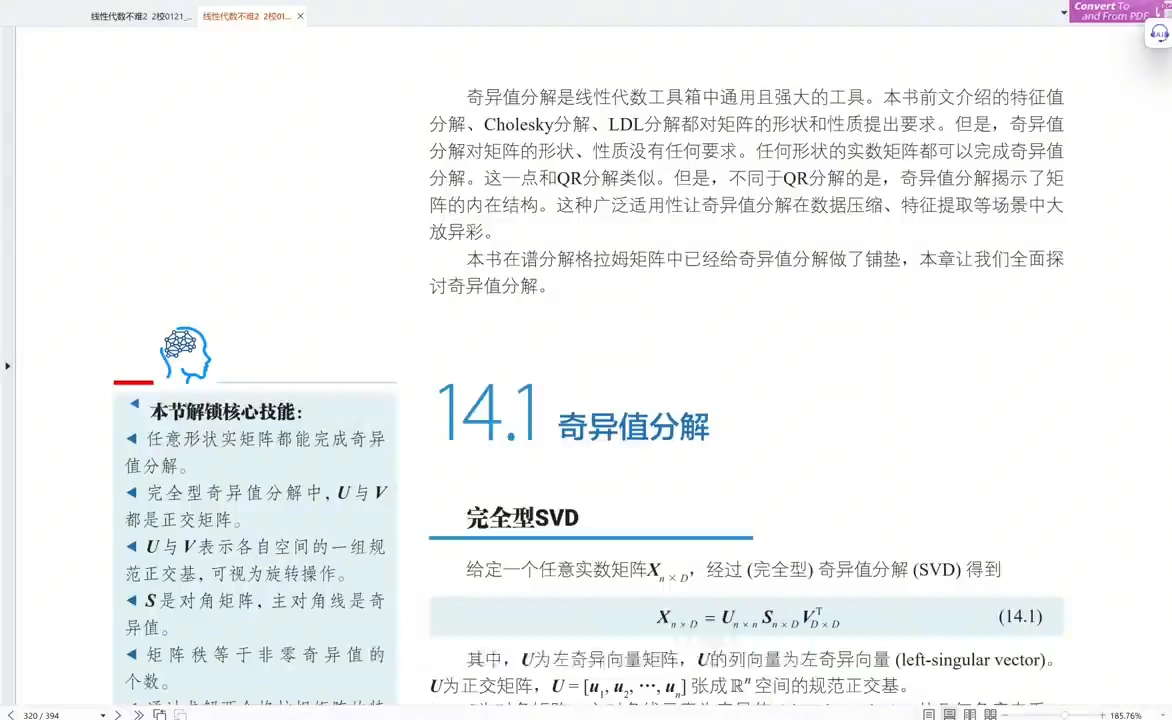 线性代数不难2 2校0121_...
线性代数不难2 2校01...
Convert To
and From PDF
奇异值分解是线性代数工具箱中通用且强大的工具。本书前文介绍的特征值
分解、Cholesky分解、LDL分解都对矩阵的形状和性质提出要求。但是，奇异值
分解对矩阵的形状、性质没有任何要求。任何形状的实数矩阵都可以完成奇异值
分解。这一点和QR分解类似。但是，不同于QR分解的是，奇异值分解揭示了矩
阵的内在结构。这种广泛适用性让奇异值分解在数据压缩、特征提取等场景中大
放异彩。
本书在谱分解格拉姆矩阵中已经给奇异值分解做了铺垫，本章让我们全面探
讨奇异值分解。
本节解锁核心技能：
任意形状实矩阵都能完成奇异
值分解。
完全型奇异值分解中，U与V
都是正交矩阵。
U与V表示各自空间的一组规
范正交基，可视为旋转操作。
S是对角矩阵，主对角线是奇
异值。
矩阵秩等于非零奇异值的
个数。
14.1 奇异值分解
完全型SVD
给定一个任意实数矩阵X_{n×D}，经过 (完全型) 奇异值分解 (SVD) 得到
X_{n×D} = U_{n×n} S_{n×D} V^T_{D×D} (14.1)
其中，U为左奇异向量矩阵，U的列向量为左奇异向量 (left-singular vector)。
U为正交矩阵，U = [u_1, u_2, ⋯, u_n] 张成 ℝ^n 空间的规范正交基。
320 / 394
185.76%